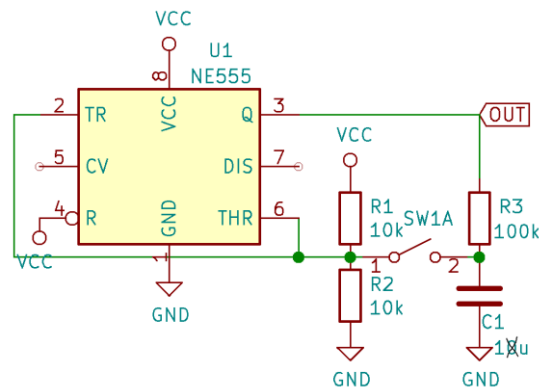 VCC
U1
NE555
8
2
TR
VCC
Q
3
OUT
5
CV
DIS
7
VCC
4
R
GND
THR
6
R1
10k
SW1A
R3
100k
VCC
1
1
2
R2
10k
GND
C1
GND
GND